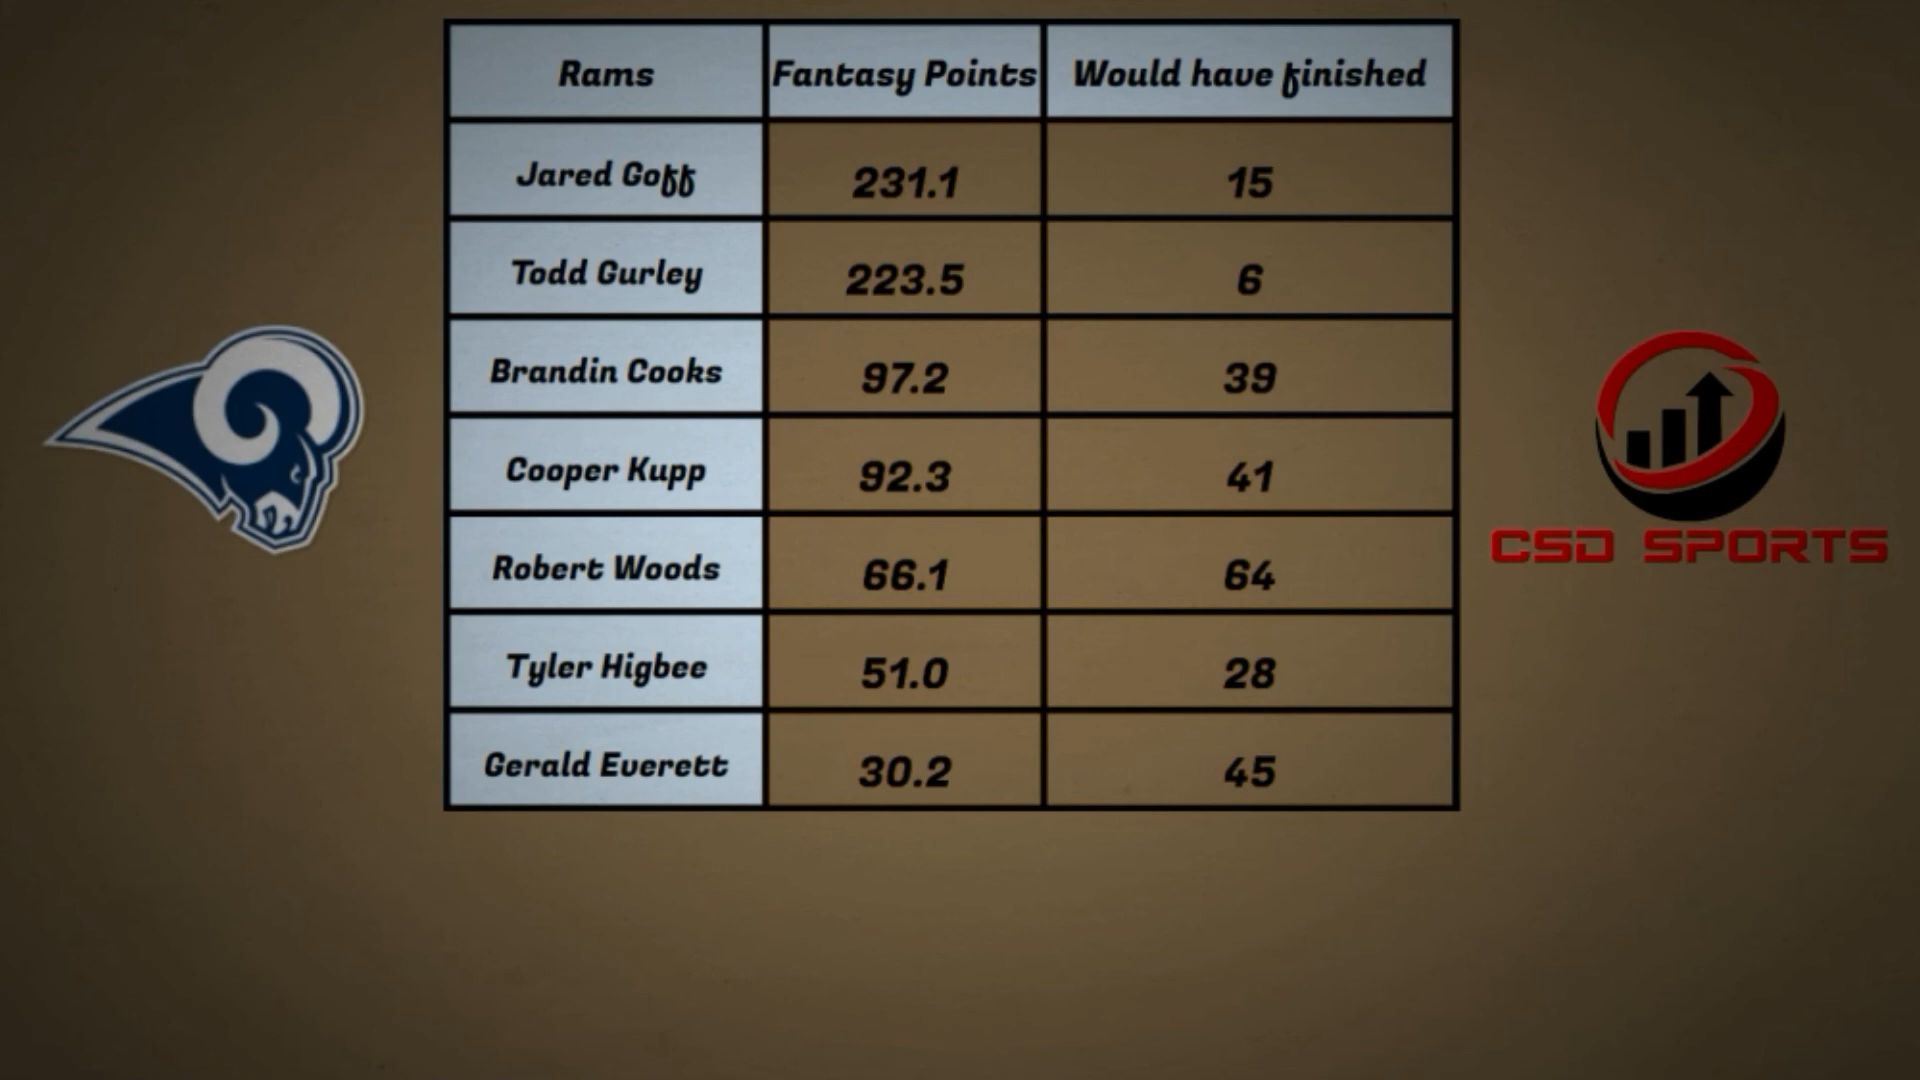 Rams Fantasy Points Would have finished
Jared Goff 231.1 15
Todd Gurley 223.5 6
Brandin Cooks 97.2 39
Cooper Kupp 92.3 41
Robert Woods 66.1 64
Tyler Higbee 51.0 28
Gerald Everett 30.2 45
CSD SPORTS